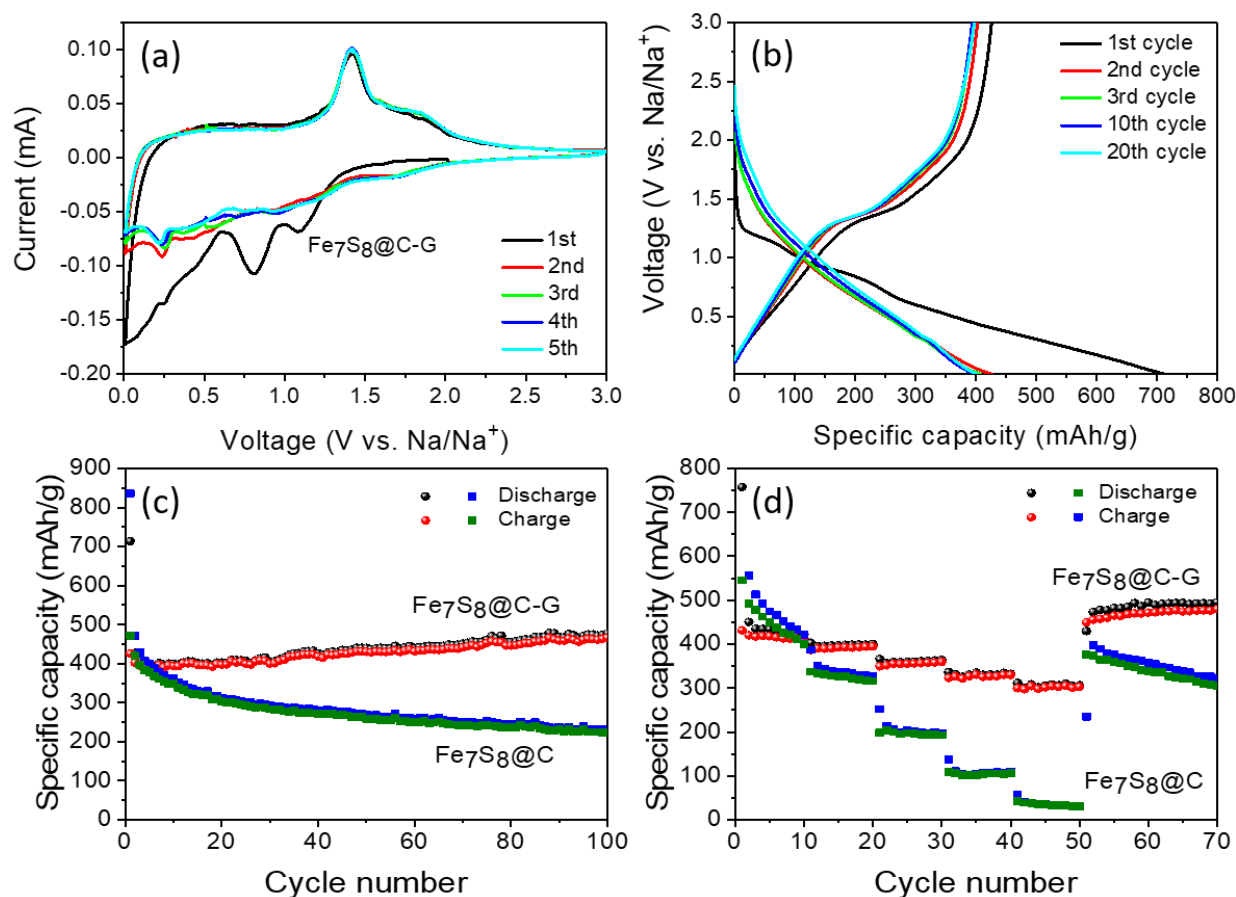 (a)
0.10
0.05
0.00
-0.05
-0.10
-0.15
-0.20
Current (mA)
Fe7S8@C-G
1st
2nd
3rd
4th
5th
0.0 0.5 1.0 1.5 2.0 2.5 3.0
Voltage (V vs. Na/Na+)
(b)
3.0
2.5
2.0
1.5
1.0
0.5
Voltage (V vs. Na/Na+)
1st cycle
2nd cycle
3rd cycle
10th cycle
20th cycle
0 100 200 300 400 500 600 700 800
Specific capacity (mAh/g)
(c)
900
800
700
600
500
400
300
200
100
0
Specific capacity (mAh/g)
Discharge
Charge
Fe7S8@C-G
Fe7S8@C
0 20 40 60 80 100
Cycle number
(d)
800
700
600
500
400
300
200
100
0
Specific capacity (mAh/g)
Discharge
Charge
Fe7S8@C-G
Fe7S8@C
0 10 20 30 40 50 60 70
Cycle number